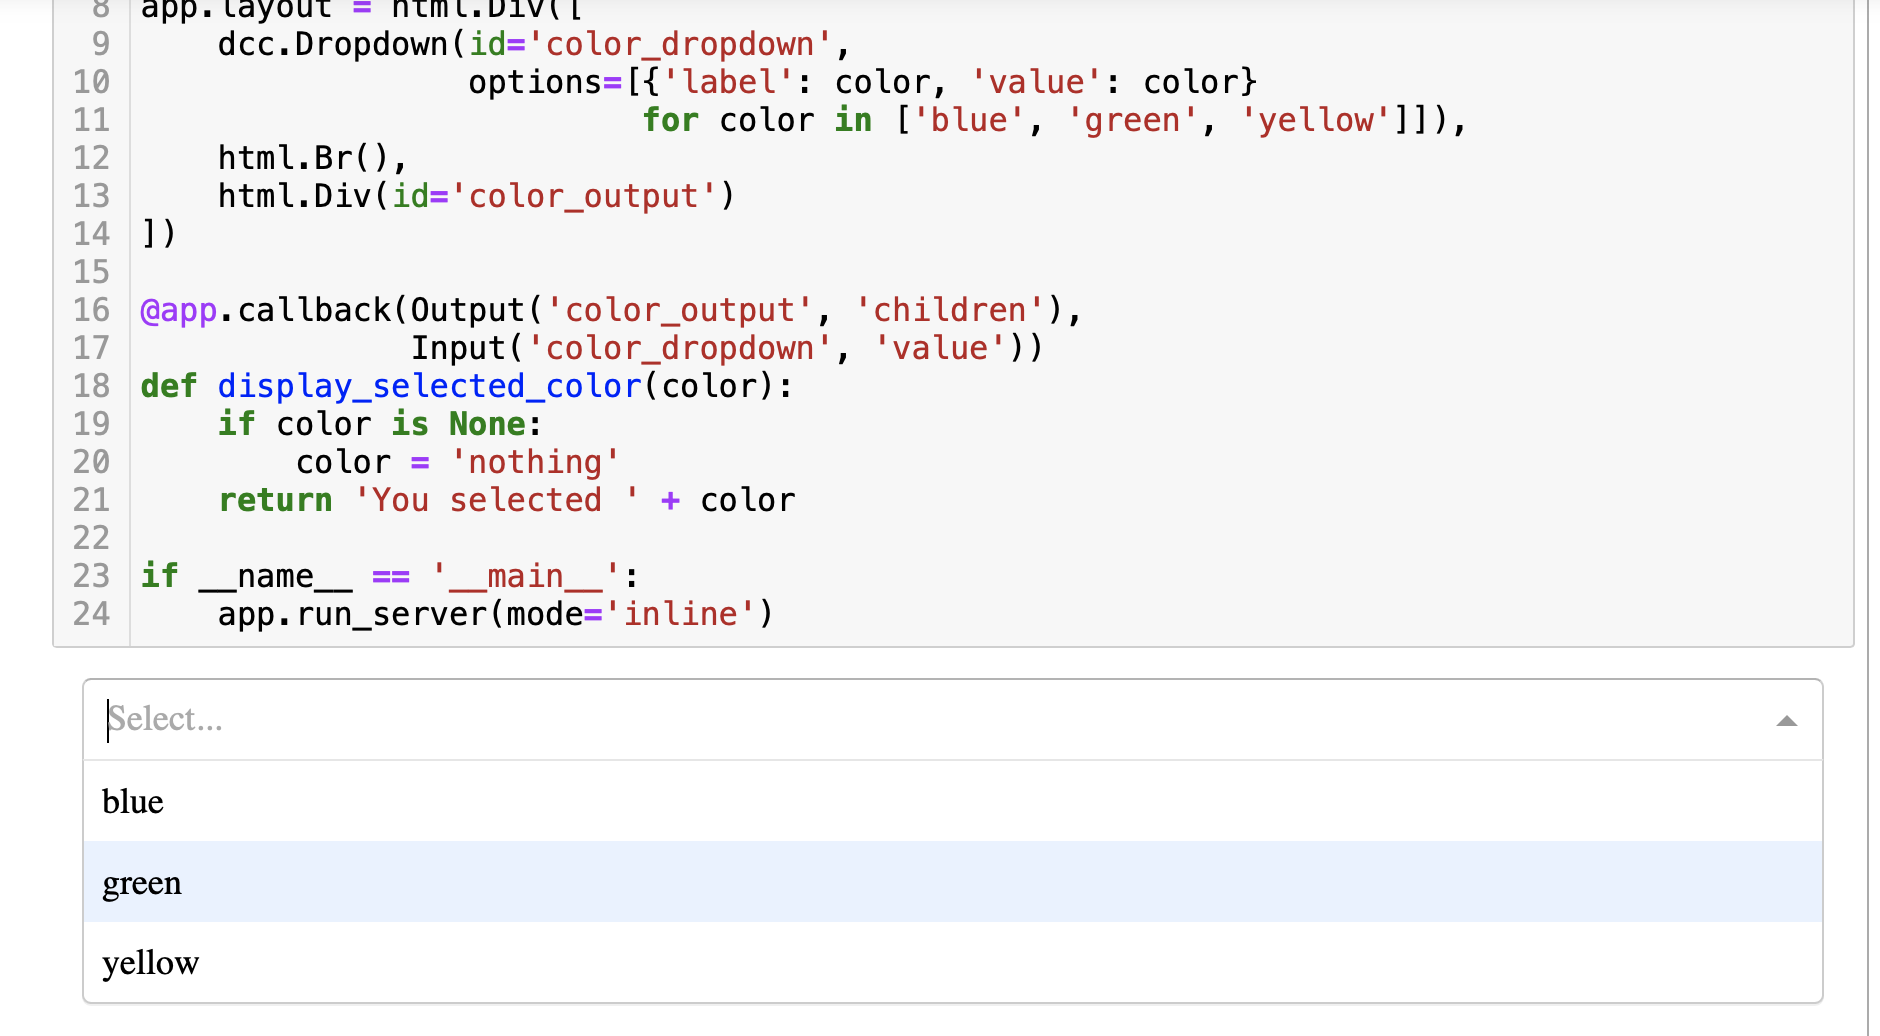 8 app.layout = html.Div([
9     dcc.Dropdown(id='color_dropdown',
10                  options=[{'label': color, 'value': color}
11                           for color in ['blue', 'green', 'yellow']]),
12     html.Br(),
13     html.Div(id='color_output')
14 ])
15
16 @app.callback(Output('color_output', 'children'),
17               Input('color_dropdown', 'value'))
18 def display_selected_color(color):
19     if color is None:
20         color = 'nothing'
21     return 'You selected ' + color
22
23 if __name__ == '__main__':
24     app.run_server(mode='inline')
Select...
blue
green
yellow